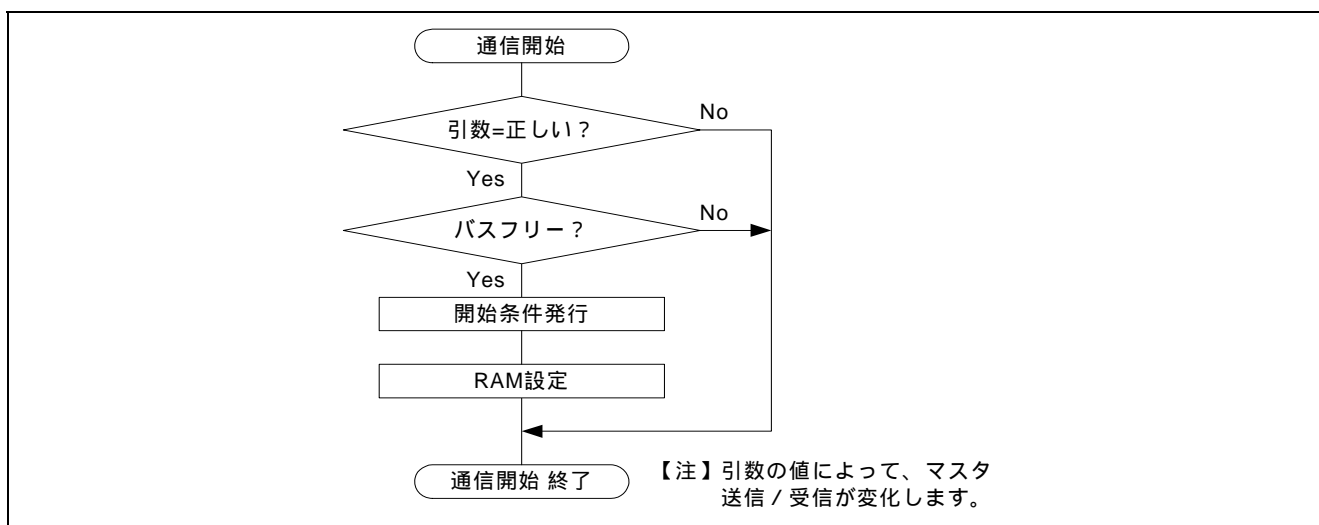 通信開始
引数=正しい?
No
Yes
バスフリー?
No
Yes
開始条件発行
RAM設定
通信開始 終了
【注】引数の値によって、マスタ
送信/受信が変化します。